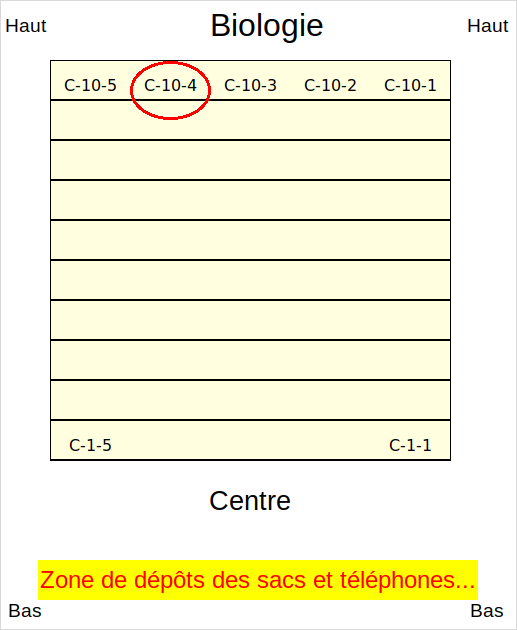 Haut Biologie Haut
C-10-5 C-10-4 C-10-3 C-10-2 C-10-1
C-1-5 C-1-1
Centre
Zone de dépôts des sacs et téléphones...
Bas Bas